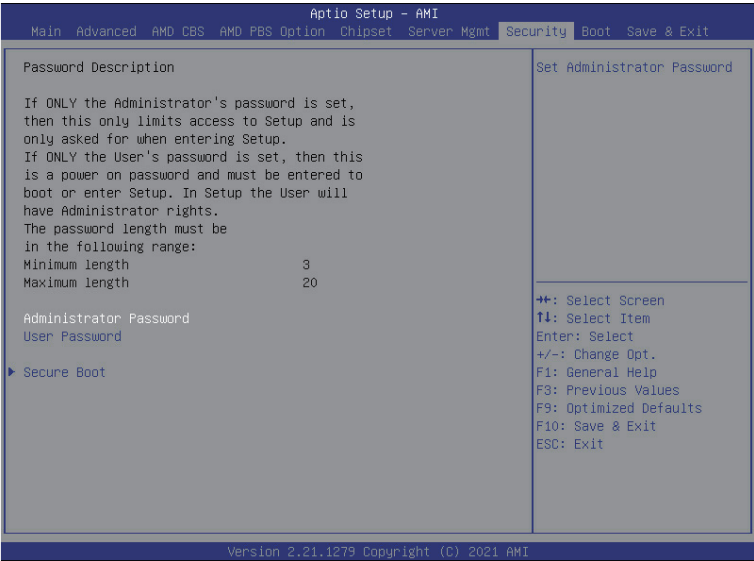 Aptio Setup – AMI
Main Advanced AMD CBS AMD PBS Option Chipset Server Mgmt Security Boot Save & Exit
Password Description
If ONLY the Administrator's password is set,
then this only limits access to Setup and is
only asked for when entering Setup.
If ONLY the User's password is set, then this
is a power on password and must be entered to
boot or enter Setup. In Setup the User will
have Administrator rights.
The password length must be
in the following range:
Minimum length 3
Maximum length 20
Administrator Password
User Password
Secure Boot
Set Administrator Password
→←: Select Screen
↑↓: Select Item
Enter: Select
+/-: Change Opt.
F1: General Help
F3: Previous Values
F9: Optimized Defaults
F10: Save & Exit
ESC: Exit
Version 2.21.1279 Copyright (C) 2021 AMI